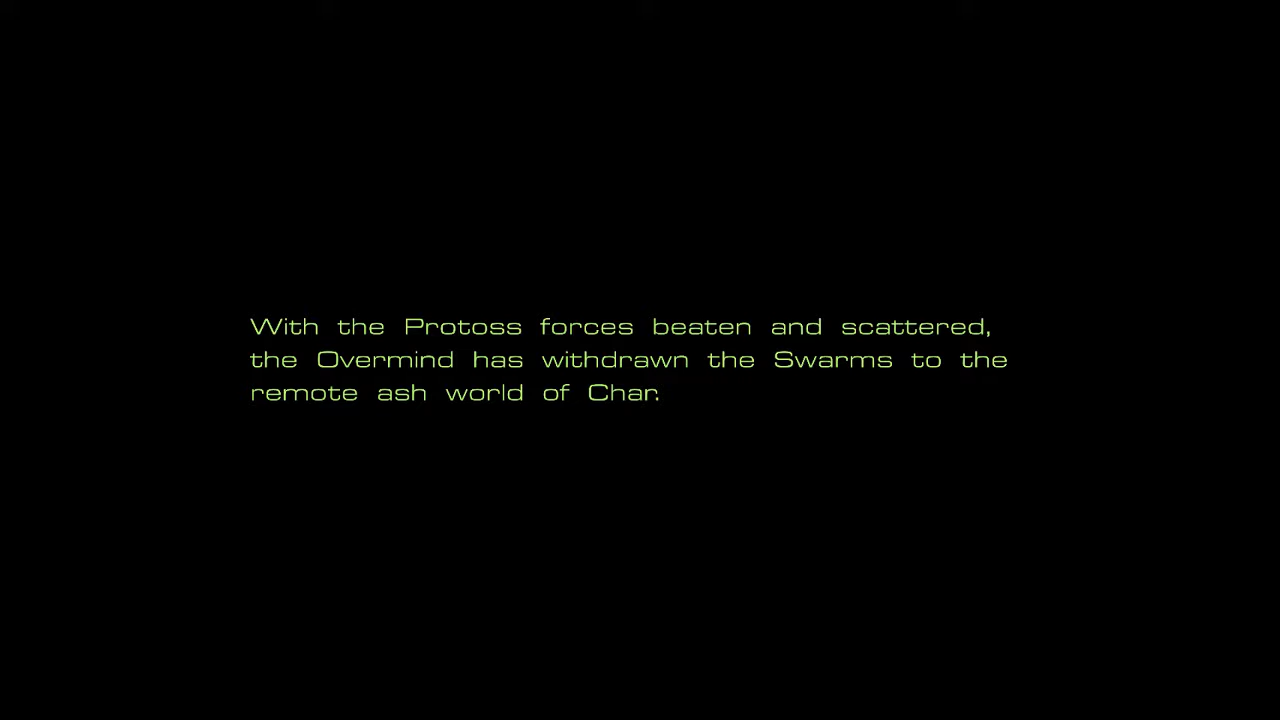 With the Protoss forces beaten and scattered,
the Overmind has withdrawn the Swarms to the
remote ash world of Char.